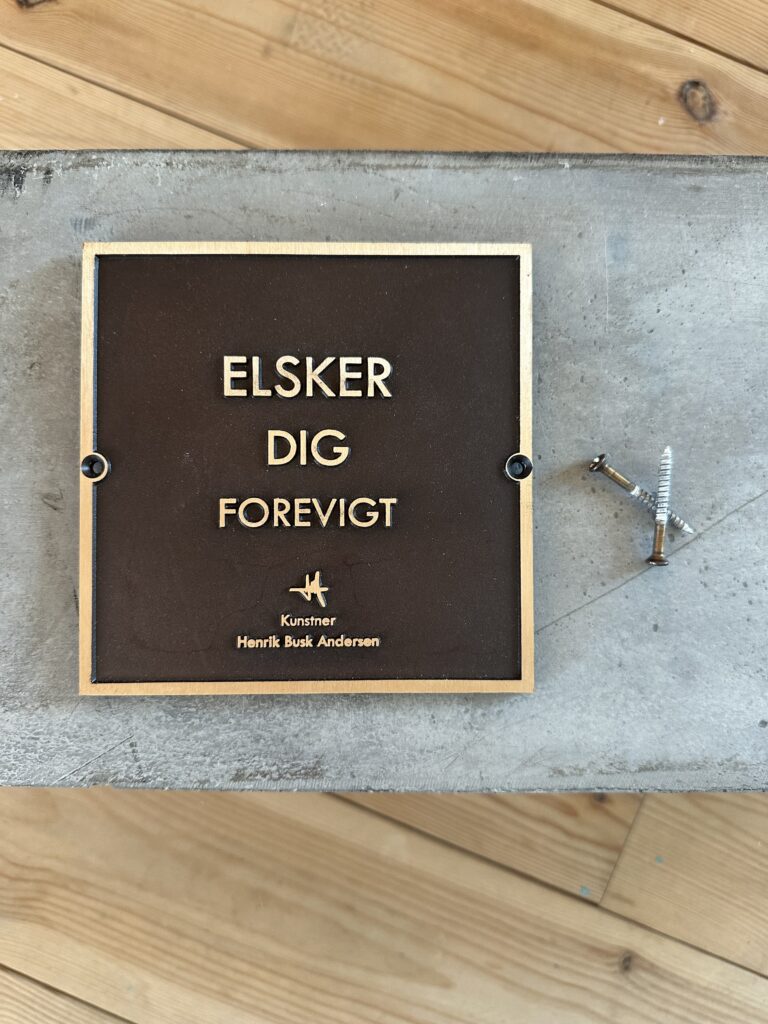 ELSKER
DIG
FOREVIGT
Kunstner
Henrik Busk Andersen